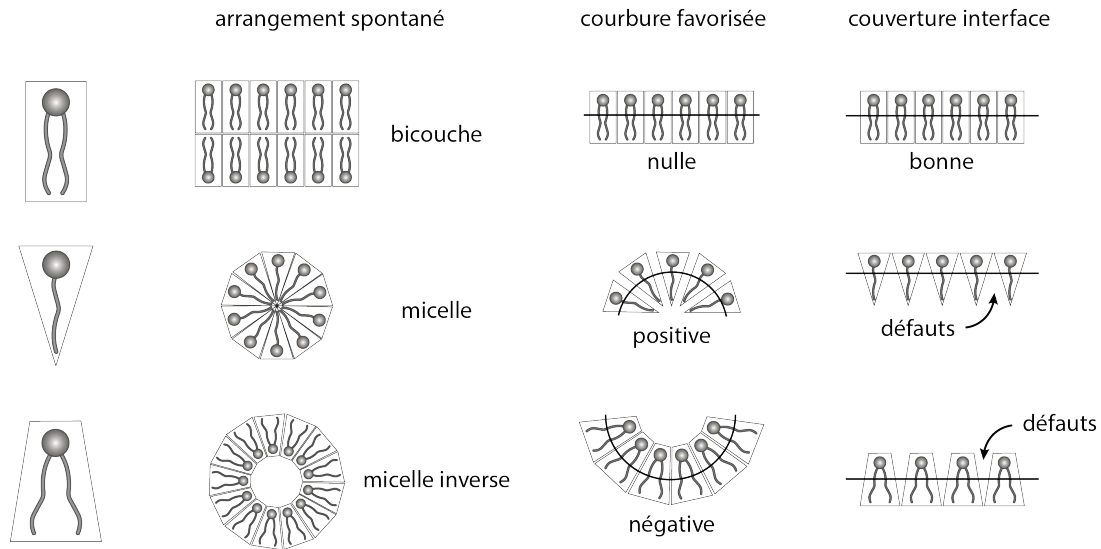 arrangement spontané
courbure favorisée
couverture interface
bicouche
nulle
bonne
micelle
positive
défauts
micelle inverse
négative
défauts